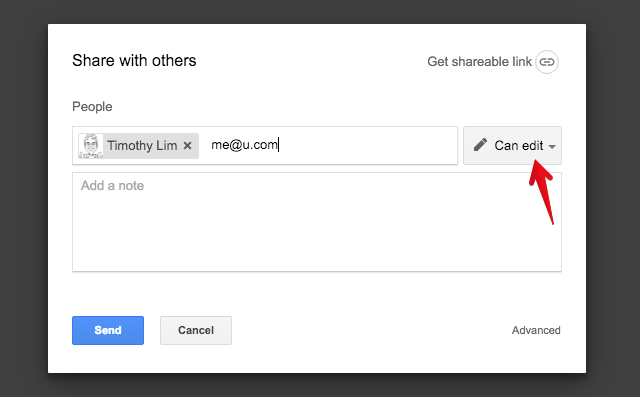 Share with others
Get shareable link
People
Timothy Lim × me@u.com
Can edit
Add a note
Send
Cancel
Advanced